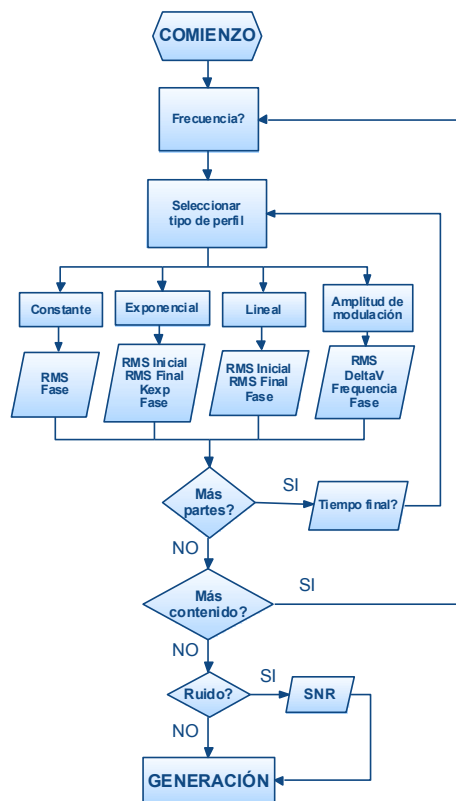 COMIENZO
Frecuencia?
Seleccionar
tipo de perfil
Constante
Exponencial
Lineal
Amplitud de
modulación
RMS
Fase
RMS Inicial
RMS Final
Kexp
Fase
RMS Inicial
RMS Final
Fase
RMS
DeltaV
Frequencia
Fase
Más
partes?
SI
Tiempo final?
NO
Más
contenido?
SI
NO
Ruido?
SI
SNR
NO
GENERACIÓN